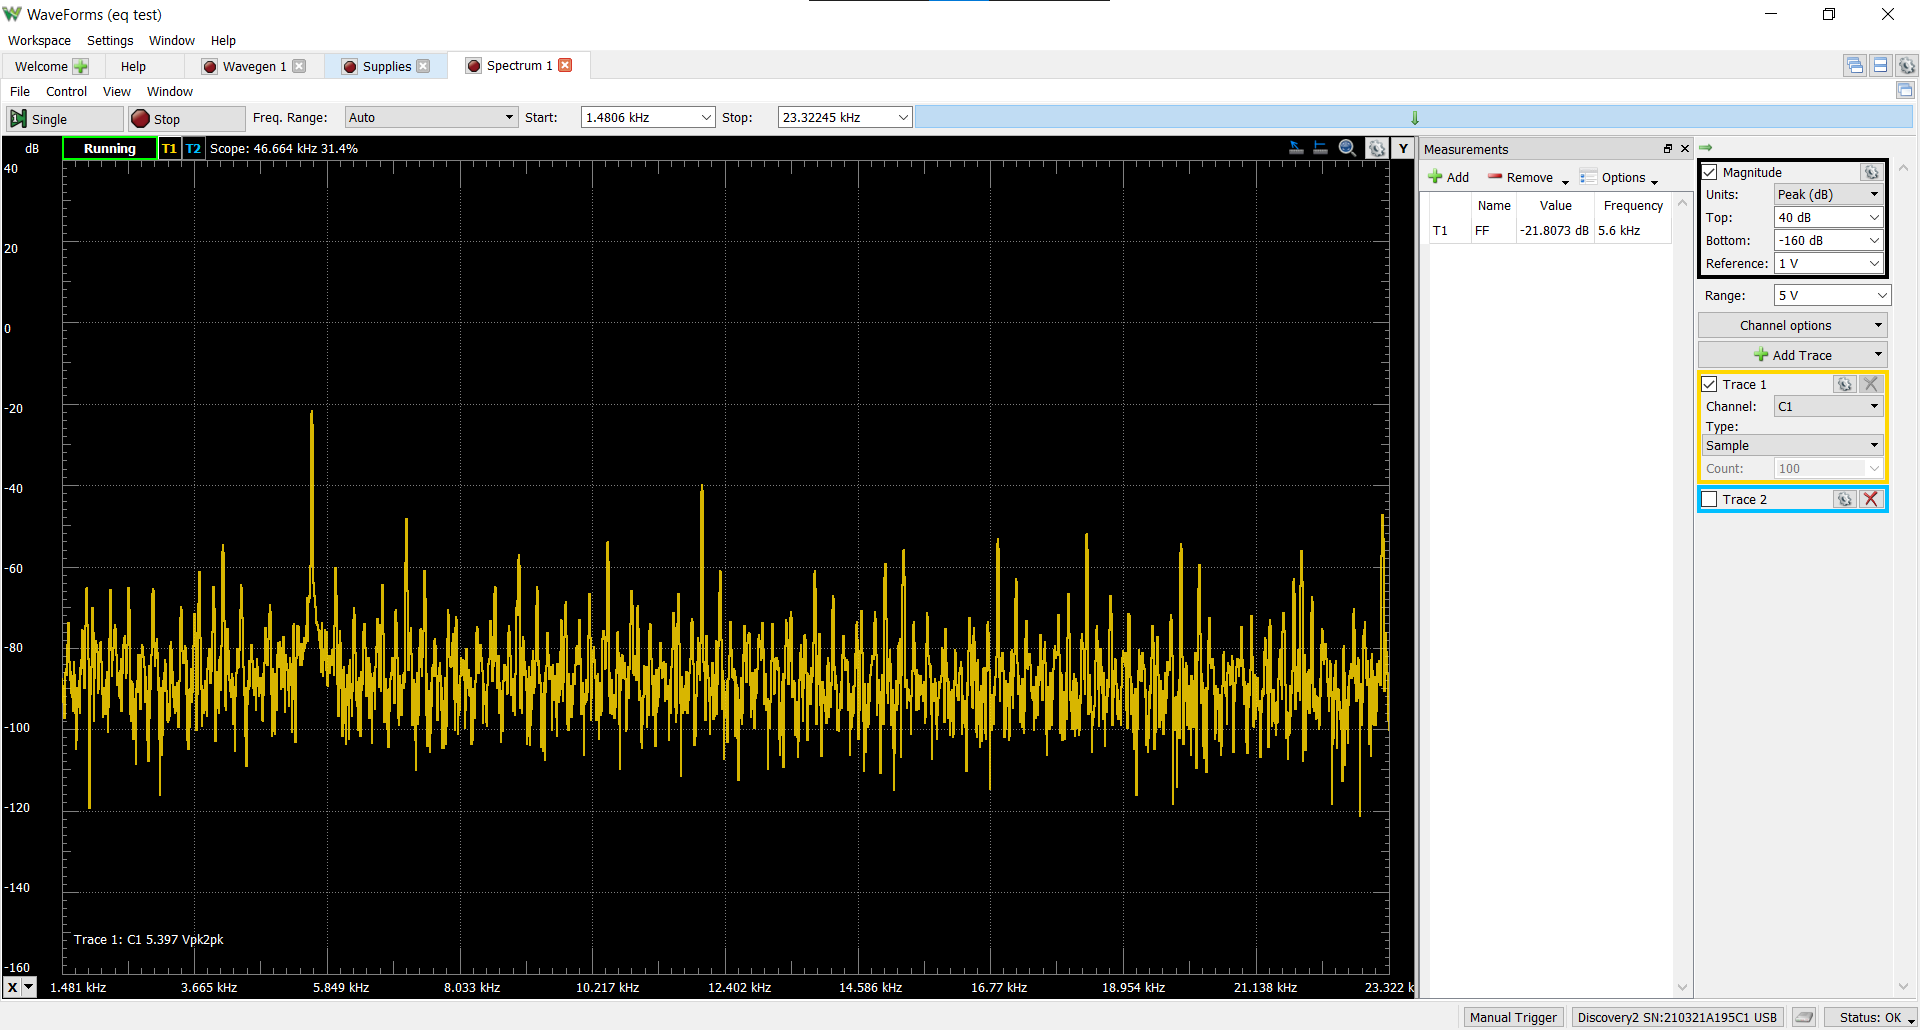 WaveForms (eq test)
Workspace Settings Window Help
Welcome Help Wavegen 1 Supplies Spectrum 1
File Control View Window
Single Stop Freq. Range: Auto Start: 1.4806 kHz Stop: 23.32245 kHz
dB Running T1 T2 Scope: 46.664 kHz 31.4% Y
40
20
0
-20
-40
-60
-80
-100
-120
-140
-160
Trace 1: C1 5.397 Vpk2pk
X 1.481 kHz 3.665 kHz 5.849 kHz 8.033 kHz 10.217 kHz 12.402 kHz 14.586 kHz 16.77 kHz 18.954 kHz 21.138 kHz 23.322 k
Measurements
Add Remove Options
Name Value Frequency
T1 FF -21.8073 dB 5.6 kHz
Magnitude
Units: Peak (dB)
Top: 40 dB
Bottom: -160 dB
Reference: 1 V
Range: 5 V
Channel options
Add Trace
Trace 1
Channel: C1
Type:
Sample
Count: 100
Trace 2
Manual Trigger Discovery2 SN:210321A195C1 USB Status: OK